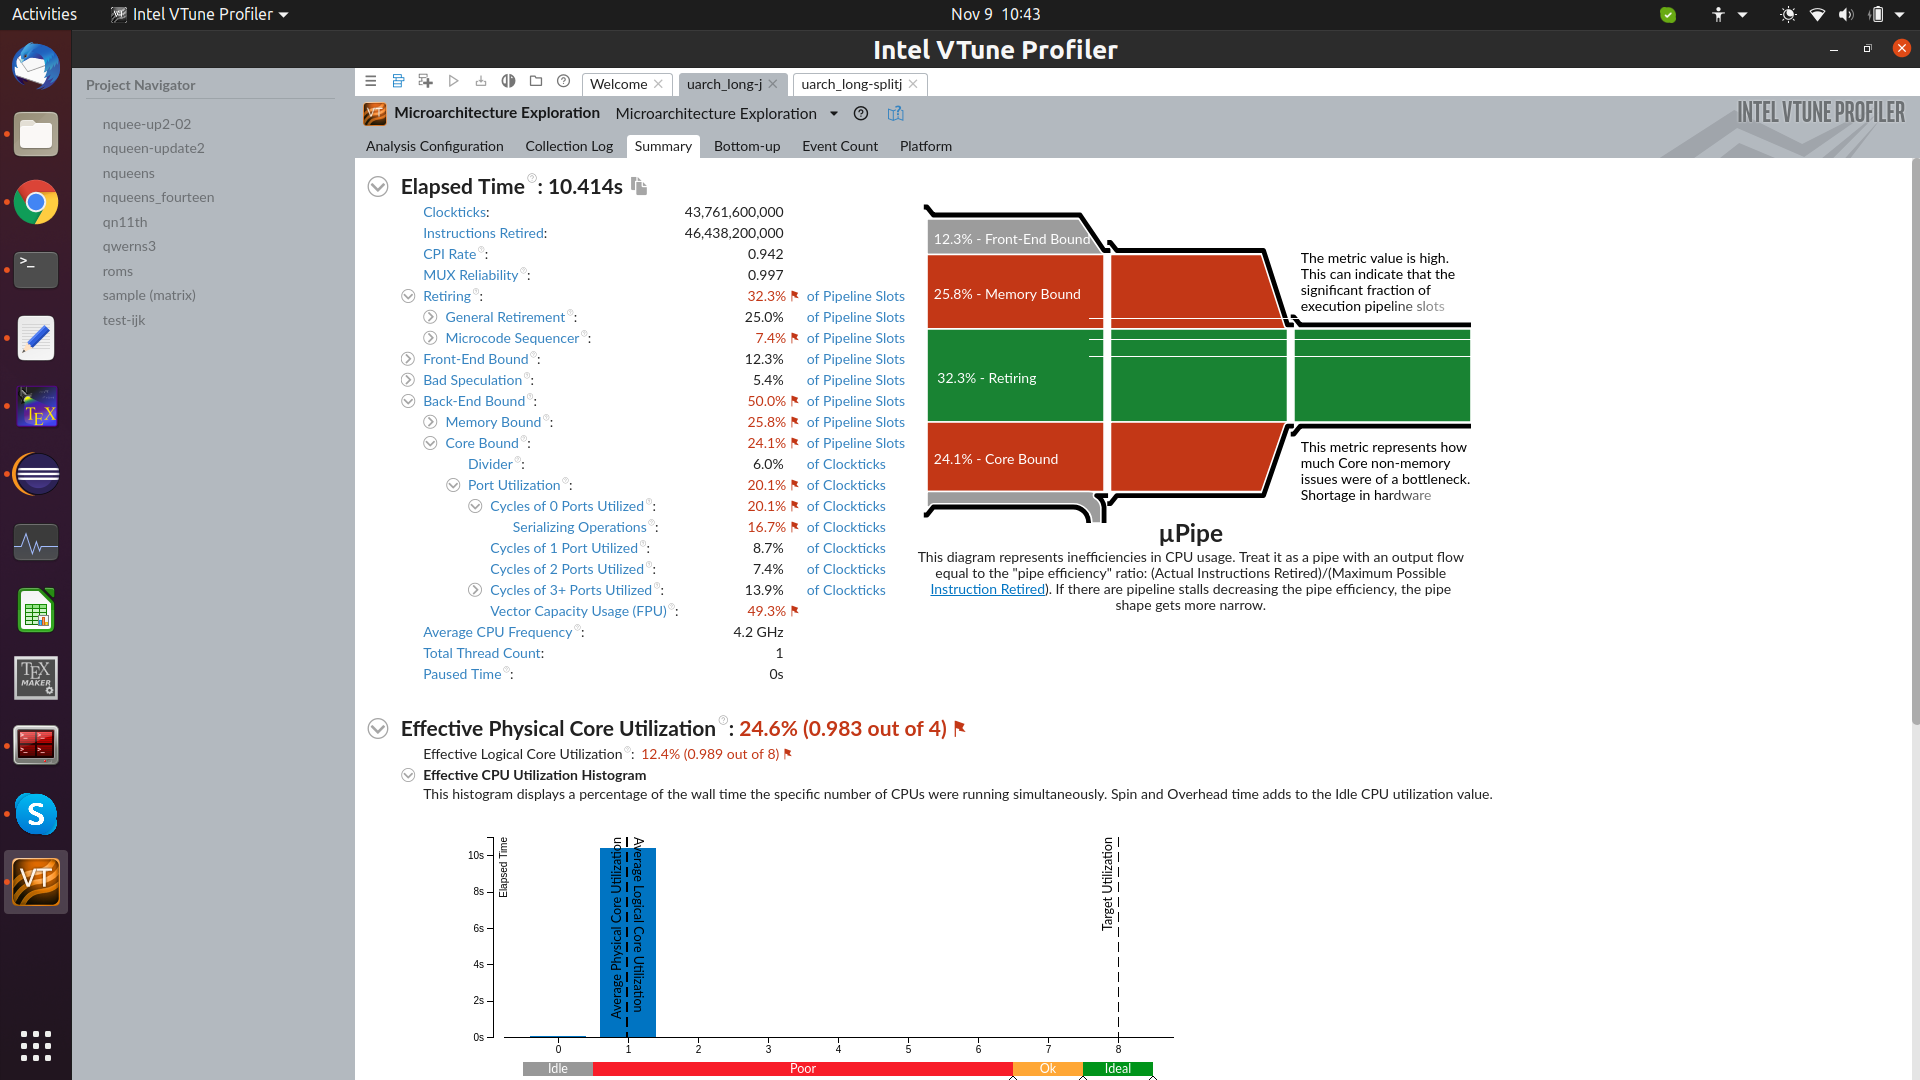 Activities
Intel VTune Profiler
Nov 9 10:43
Intel VTune Profiler
Project Navigator
nquee-up2-02
nqueen-update2
nqueens
nqueens_fourteen
qn11th
qwerns3
roms
sample (matrix)
test-ijk
Welcome
uarch_long-j
uarch_long-splitj
Microarchitecture Exploration Microarchitecture Exploration
INTEL VTUNE PROFILER
Analysis Configuration Collection Log Summary Bottom-up Event Count Platform
Elapsed Time: 10.414s
Clockticks: 43,761,600,000
Instructions Retired: 46,438,200,000
CPI Rate: 0.942
MUX Reliability: 0.997
Retiring: 32.3% of Pipeline Slots
General Retirement: 25.0% of Pipeline Slots
Microcode Sequencer: 7.4% of Pipeline Slots
Front-End Bound: 12.3% of Pipeline Slots
Bad Speculation: 5.4% of Pipeline Slots
Back-End Bound: 50.0% of Pipeline Slots
Memory Bound: 25.8% of Pipeline Slots
Core Bound: 24.1% of Pipeline Slots
Divider: 6.0% of Clockticks
Port Utilization: 20.1% of Clockticks
Cycles of 0 Ports Utilized: 20.1% of Clockticks
Serializing Operations: 16.7% of Clockticks
Cycles of 1 Port Utilized: 8.7% of Clockticks
Cycles of 2 Ports Utilized: 7.4% of Clockticks
Cycles of 3+ Ports Utilized: 13.9% of Clockticks
Vector Capacity Usage (FPU): 49.3%
Average CPU Frequency: 4.2 GHz
Total Thread Count: 1
Paused Time: 0s
12.3% - Front-End Bound
25.8% - Memory Bound
32.3% - Retiring
24.1% - Core Bound
The metric value is high.
This can indicate that the
significant fraction of
execution pipeline slots
This metric represents how
much Core non-memory
issues were of a bottleneck.
Shortage in hardware
µPipe
This diagram represents inefficiencies in CPU usage. Treat it as a pipe with an output flow
equal to the "pipe efficiency" ratio: (Actual Instructions Retired)/(Maximum Possible
Instruction Retired). If there are pipeline stalls decreasing the pipe efficiency, the pipe
shape gets more narrow.
Effective Physical Core Utilization: 24.6% (0.983 out of 4)
Effective Logical Core Utilization: 12.4% (0.989 out of 8)
Effective CPU Utilization Histogram
This histogram displays a percentage of the wall time the specific number of CPUs were running simultaneously. Spin and Overhead time adds to the Idle CPU utilization value.
Elapsed Time
10s
8s
6s
4s
2s
0s
Average Physical Core Utilization
Average Logical Core Utilization
Target Utilization
0 1 2 3 4 5 6 7 8
Idle Poor Ok Ideal
TEX
TEX
MAKER
VT